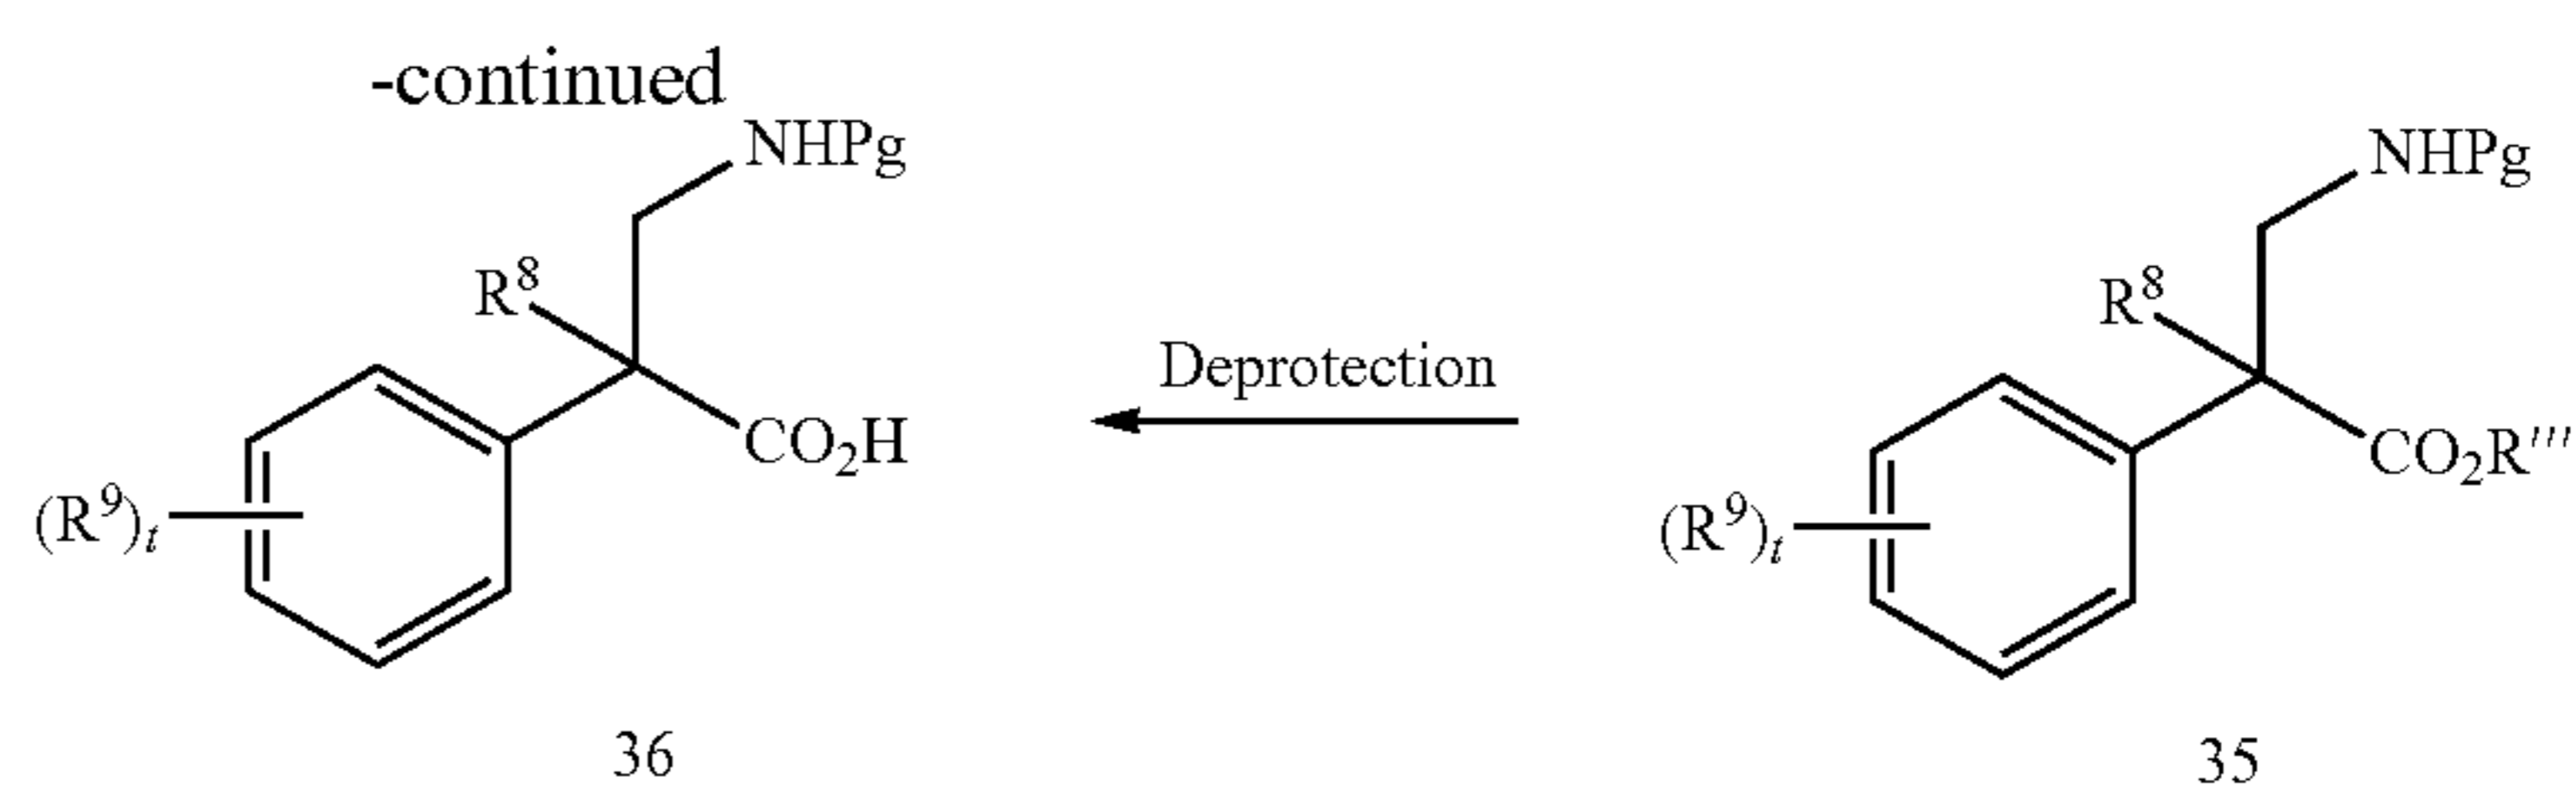 -continued
NHPg
R⁸
CO₂H
(R⁹)ₜ
36
Deprotection
NHPg
R⁸
CO₂R′′′
(R⁹)ₜ
35